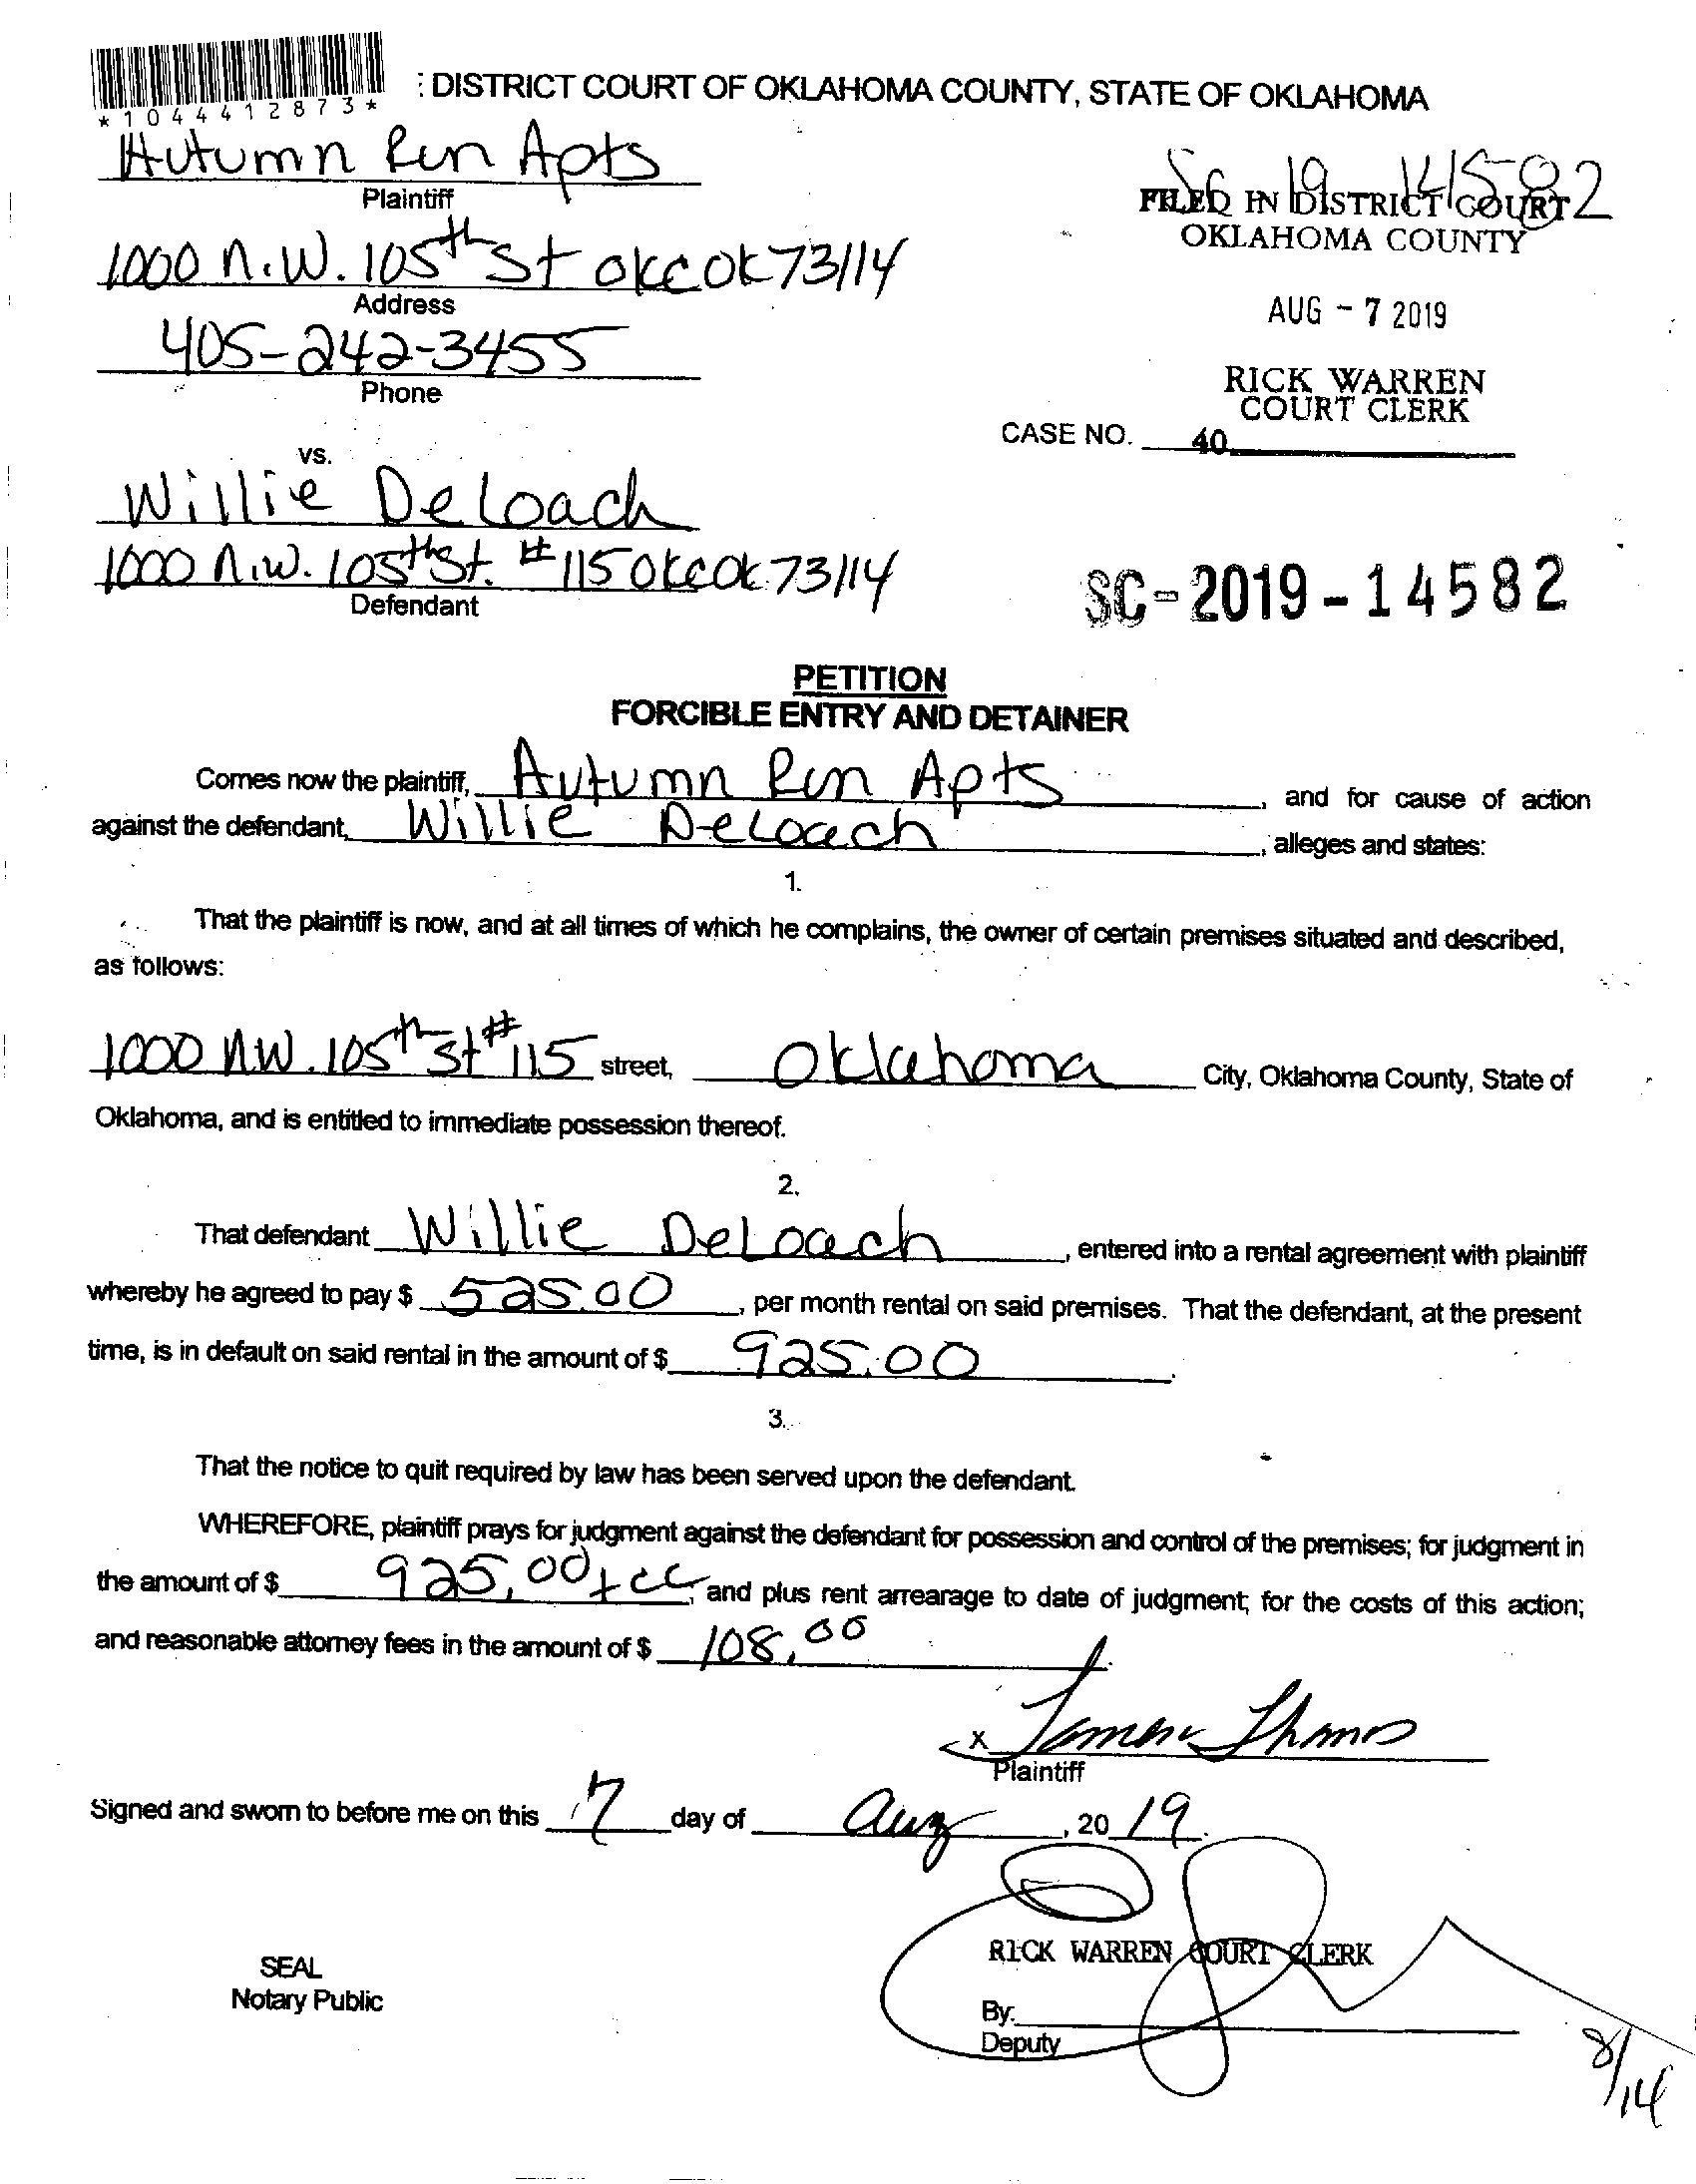 : DISTRICT COURT OF OKLAHOMA COUNTY, STATE OF OKLAHOMA
*1044412873*
Autumn Run Apts
Plaintiff
SC 19 14582
FILED IN DISTRICT COURT
OKLAHOMA COUNTY
1000 N.W. 105th St OKC OK 73114
Address
AUG - 7 2019
405-242-3455
Phone
RICK WARREN
COURT CLERK
CASE NO. 40
vs.
Willie DeLoach
1000 N.W. 105th St. #115 OKC OK 73114
Defendant
SC-2019-14582
PETITION
FORCIBLE ENTRY AND DETAINER
Comes now the plaintiff, Autumn Run Apts, and for cause of action
against the defendant, Willie DeLoach, alleges and states:
1.
That the plaintiff is now, and at all times of which he complains, the owner of certain premises situated and described,
as follows:
1000 NW. 105th St #115 street, Oklahoma City, Oklahoma County, State of
Oklahoma, and is entitled to immediate possession thereof.
2.
That defendant Willie DeLoach, entered into a rental agreement with plaintiff
whereby he agreed to pay $ 525.00, per month rental on said premises. That the defendant, at the present
time, is in default on said rental in the amount of $ 925.00.
3.
That the notice to quit required by law has been served upon the defendant.
WHEREFORE, plaintiff prays for judgment against the defendant for possession and control of the premises; for judgment in
the amount of $ 925.00 + CC, and plus rent arrearage to date of judgment; for the costs of this action;
and reasonable attorney fees in the amount of $ 108.00.
X
Plaintiff
Signed and sworn to before me on this 7 day of Aug, 2019.
RICK WARREN COURT CLERK
SEAL
Notary Public
By:
Deputy
8/14